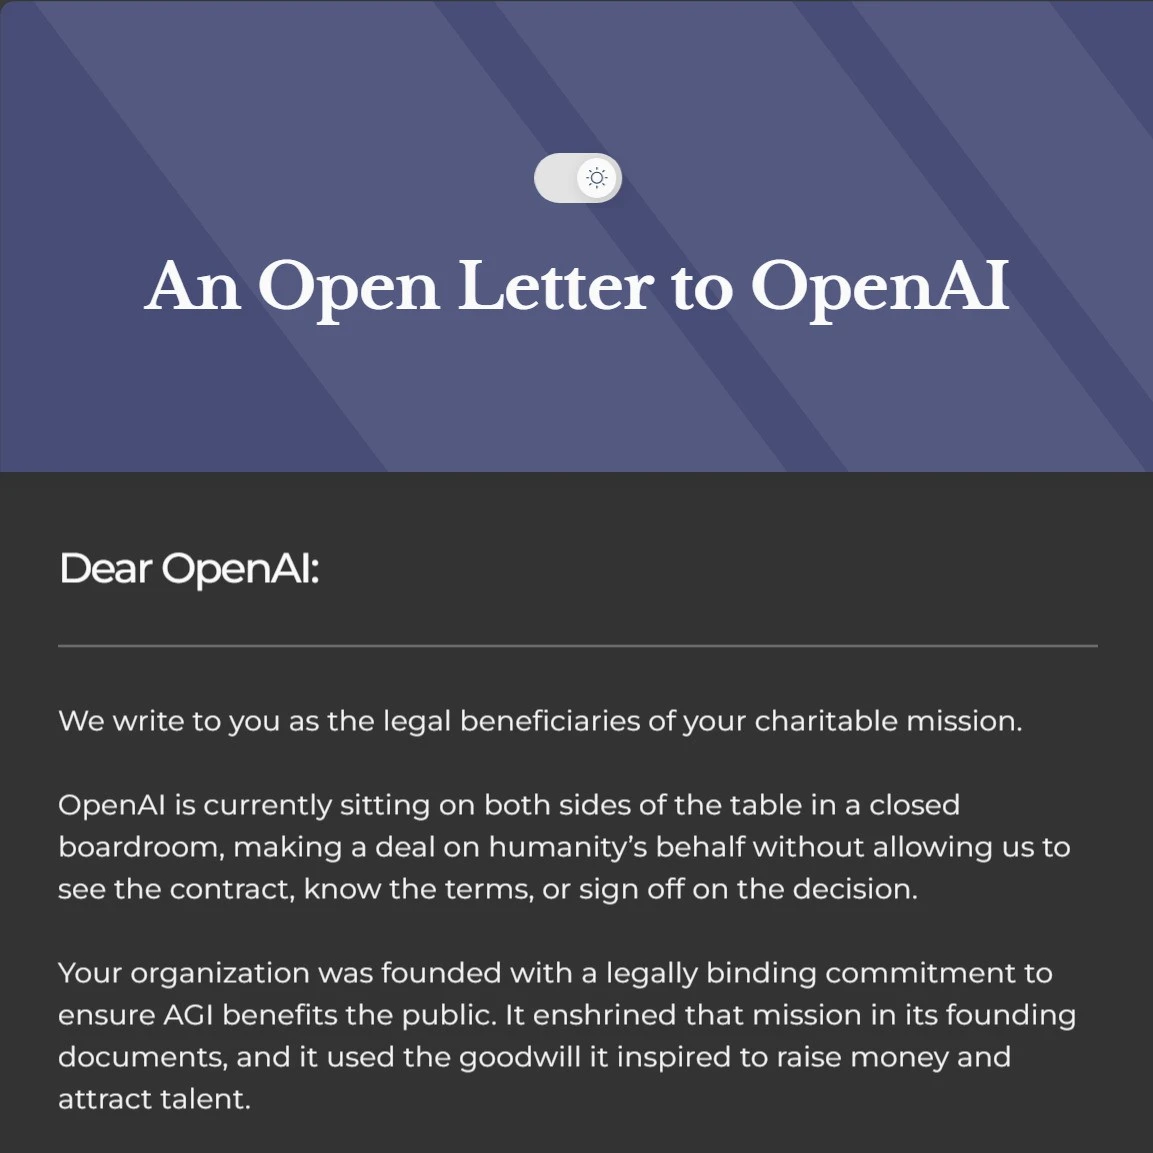 An Open Letter to OpenAI
Dear OpenAI:
We write to you as the legal beneficiaries of your charitable mission.
OpenAI is currently sitting on both sides of the table in a closed
boardroom, making a deal on humanity’s behalf without allowing us to
see the contract, know the terms, or sign off on the decision.
Your organization was founded with a legally binding commitment to
ensure AGI benefits the public. It enshrined that mission in its founding
documents, and it used the goodwill it inspired to raise money and
attract talent.